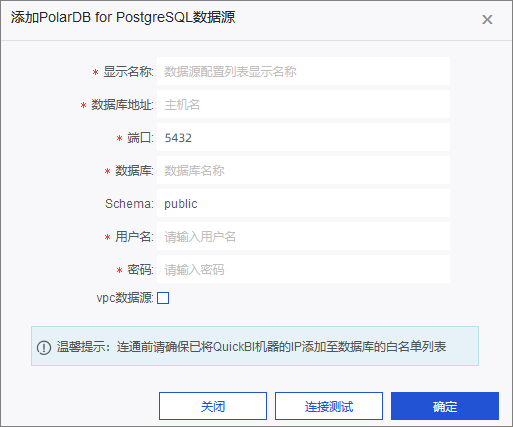 添加PolarDB for PostgreSQL数据源
* 显示名称: 数据源配置列表显示名称
* 数据库地址: 主机名
* 端口: 5432
* 数据库: 数据库名称
Schema: public
* 用户名: 请输入用户名
* 密码: 请输入密码
vpc数据源:
温馨提示：连通前请确保已将QuickBI机器的IP添加至数据库的白名单列表
关闭 连接测试 确定